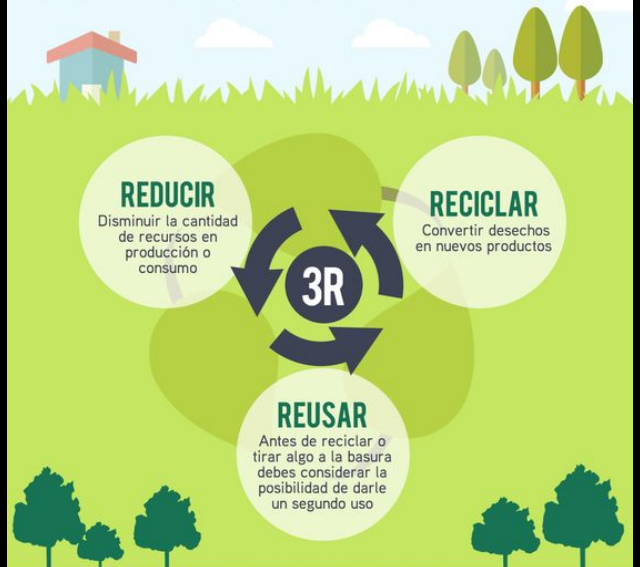 REDUCIR
Disminuir la cantidad
de recursos en
producción o
consumo
RECICLAR
Convertir desechos
en nuevos productos
3R
REUSAR
Antes de reciclar o
tirar algo a la basura
debes considerar la
posibilidad de darle
un segundo uso